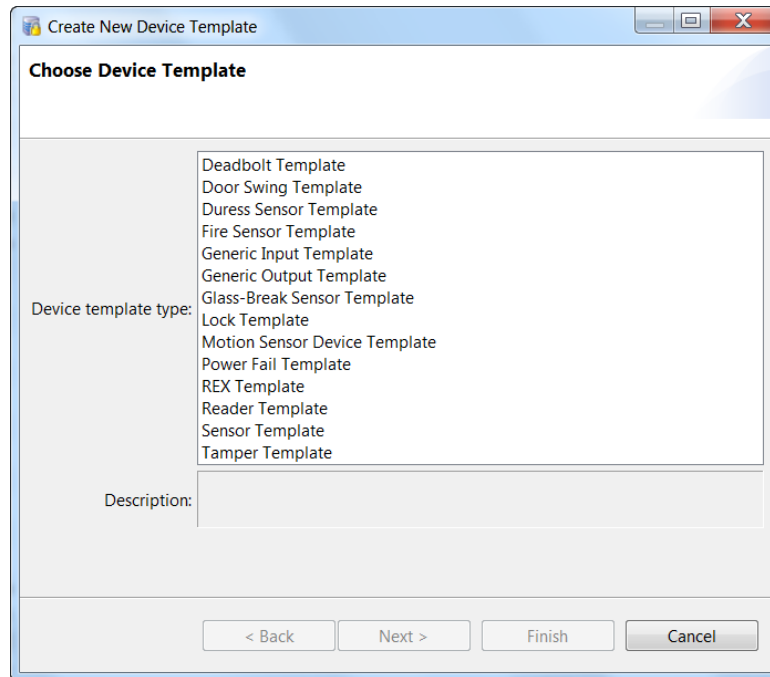 Create New Device Template
Choose Device Template
Device template type:
Deadbolt Template
Door Swing Template
Duress Sensor Template
Fire Sensor Template
Generic Input Template
Generic Output Template
Glass-Break Sensor Template
Lock Template
Motion Sensor Device Template
Power Fail Template
REX Template
Reader Template
Sensor Template
Tamper Template
Description:
< Back Next > Finish Cancel